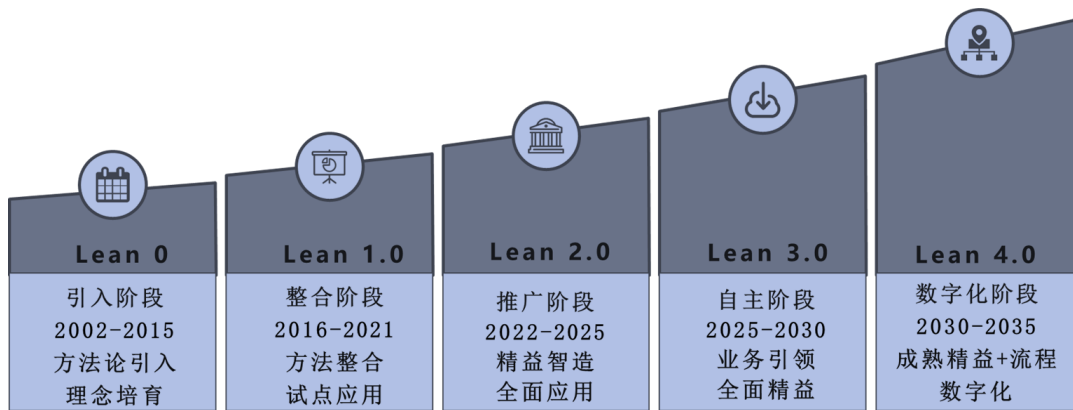 Lean 0
引入阶段
2002-2015
方法论引入
理念培育
Lean 1.0
整合阶段
2016-2021
方法整合
试点应用
Lean 2.0
推广阶段
2022-2025
精益智造
全面应用
Lean 3.0
自主阶段
2025-2030
业务引领
全面精益
Lean 4.0
数字化阶段
2030-2035
成熟精益+流程
数字化